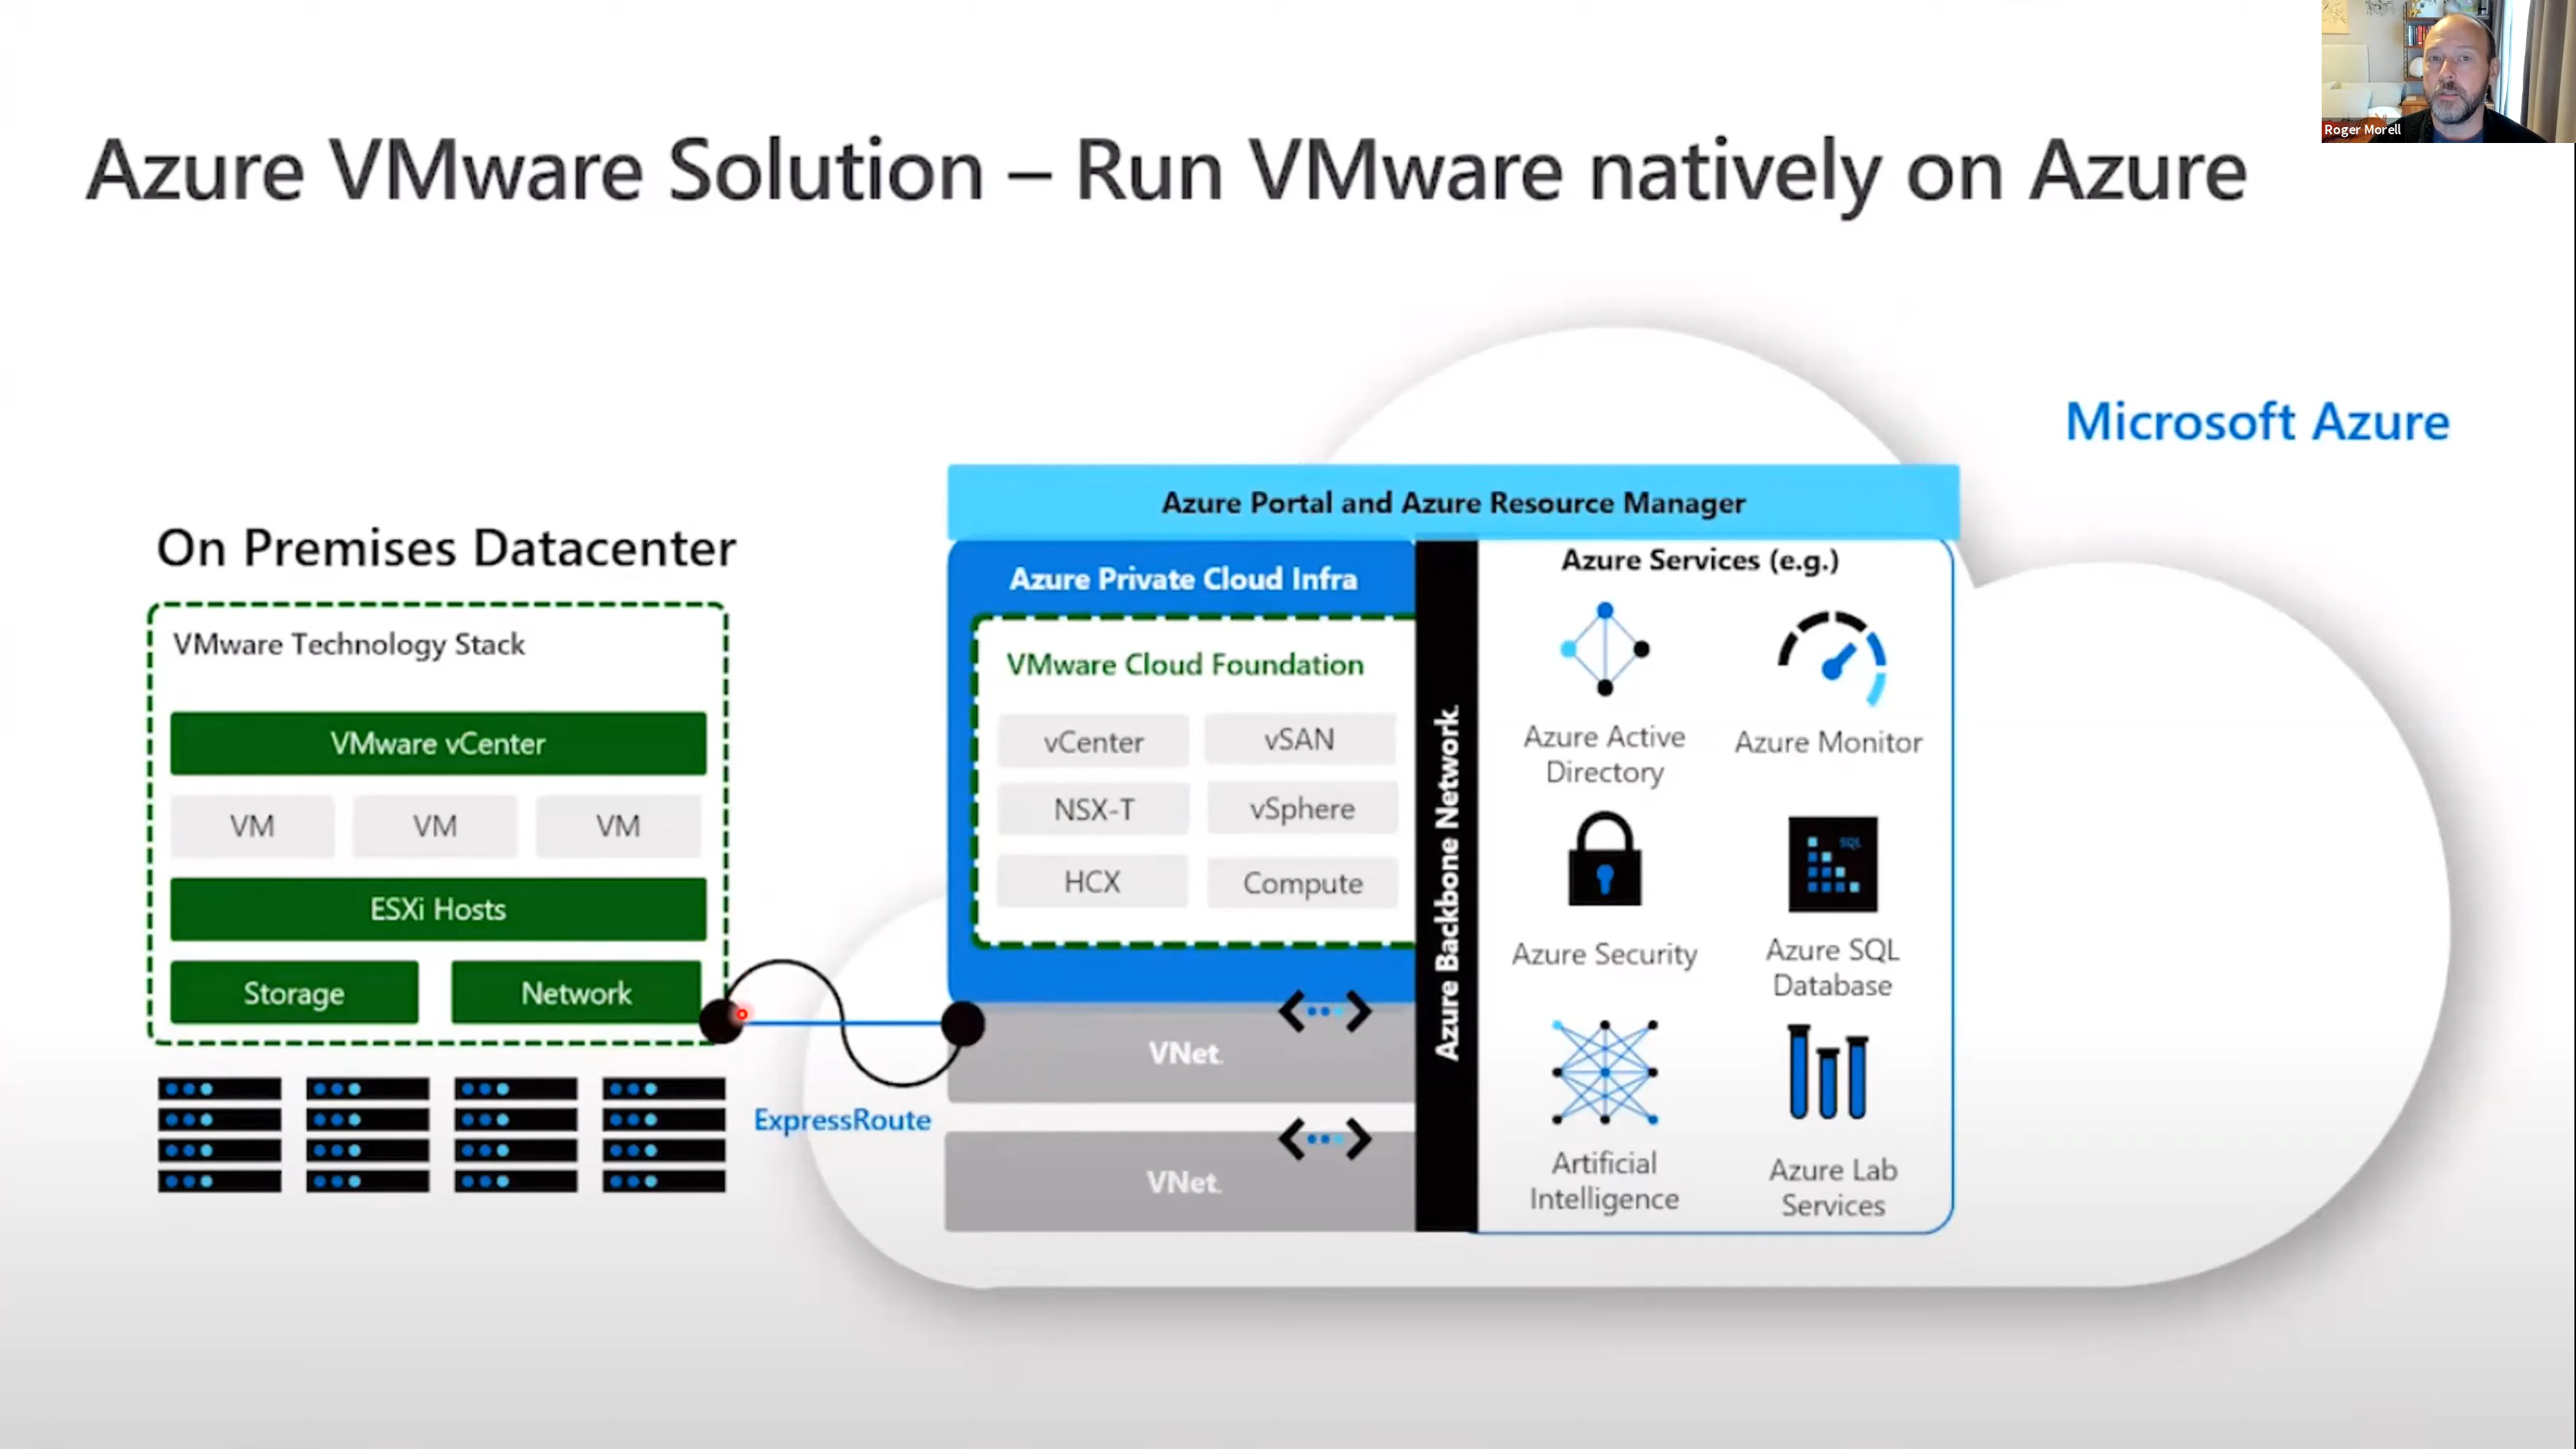 Roger Morell
Azure VMware Solution – Run VMware natively on Azure
Microsoft Azure
On Premises Datacenter
VMware Technology Stack
VMware vCenter
VM
VM
VM
ESXi Hosts
Storage
Network
ExpressRoute
Azure Portal and Azure Resource Manager
Azure Private Cloud Infra
VMware Cloud Foundation
vCenter
vSAN
NSX-T
vSphere
HCX
Compute
VNet
VNet
Azure Backbone Network
Azure Services (e.g.)
Azure Active
Directory
Azure Monitor
Azure Security
SQL
Azure SQL
Database
Artificial
Intelligence
Azure Lab
Services